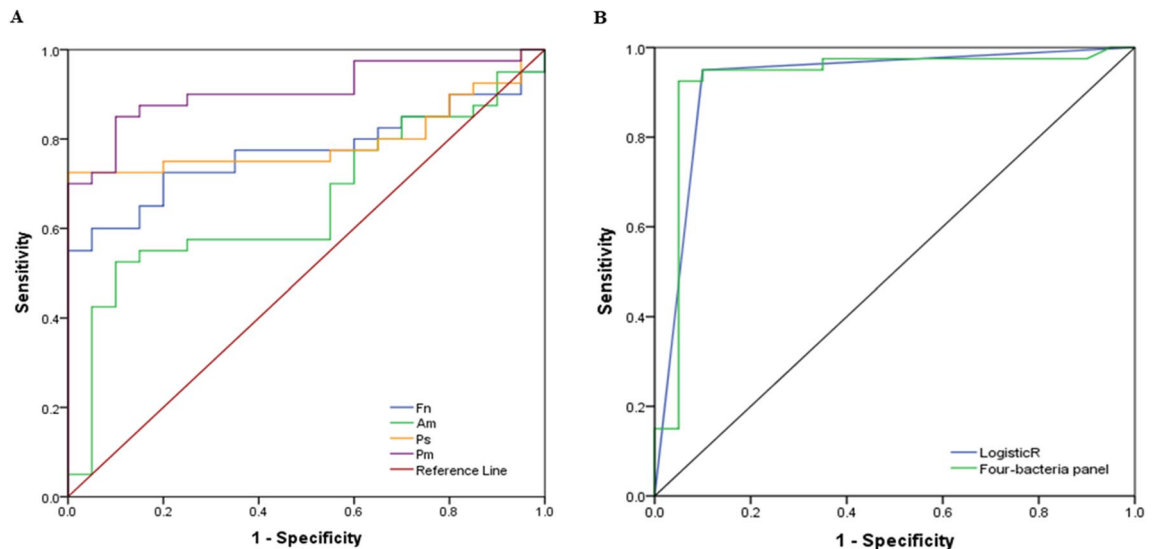 A
1.0
0.8
0.6
0.4
0.2
0.0
Sensitivity
0.0 0.2 0.4 0.6 0.8 1.0
1 - Specificity
Fn
Am
Ps
Pm
Reference Line
B
1.0
0.8
0.6
0.4
0.2
0.0
Sensitivity
0.0 0.2 0.4 0.6 0.8 1.0
1 - Specificity
LogisticR
Four-bacteria panel